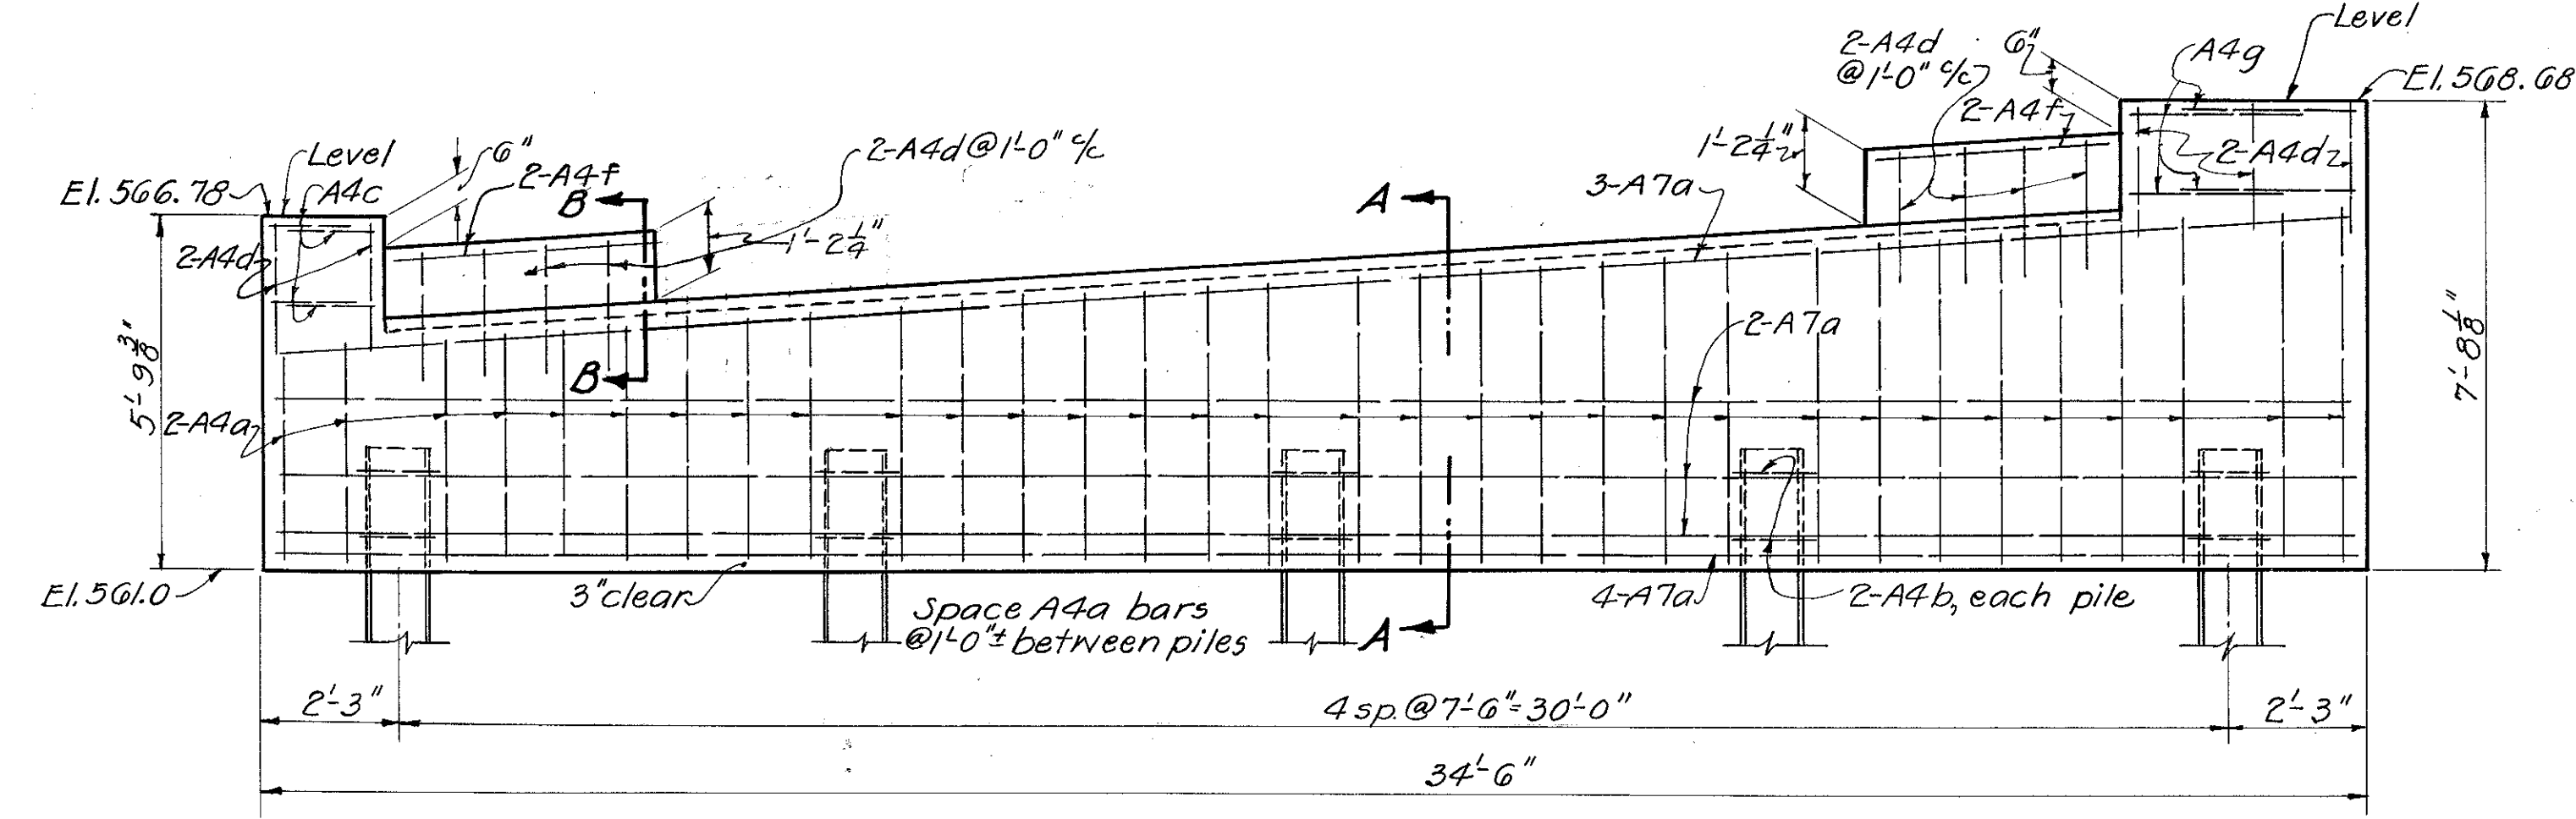 Level
2-A4d
@1'-0" c/c
6"
A4g
El. 568.68
2-A4f
1'-2¼"
2-A4d
6"
Level
2-A4d@1'-0" c/c
El. 566.78
A4c
2-A4f
B
A
3-A7a
1'-2¼"
2-A4d
2-A7a
5'-9⅜"
7'-8⅛"
B
2-A4a
El. 561.0
3" clear
Space A4a bars
@1'-0"± between piles
A
4-A7a
2-A4b, each pile
2'-3"
4 sp. @ 7'-6" = 30'-0"
2'-3"
34'-6"